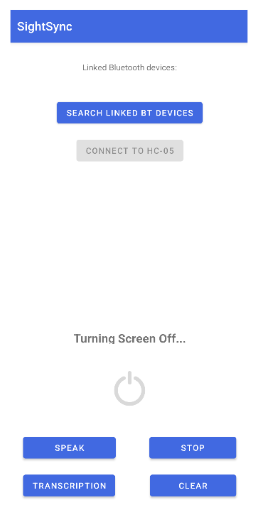 SightSync
Linked Bluetooth devices:
SEARCH LINKED BT DEVICES
CONNECT TO HC-05
Turning Screen Off...
SPEAK
STOP
TRANSCRIPTION
CLEAR